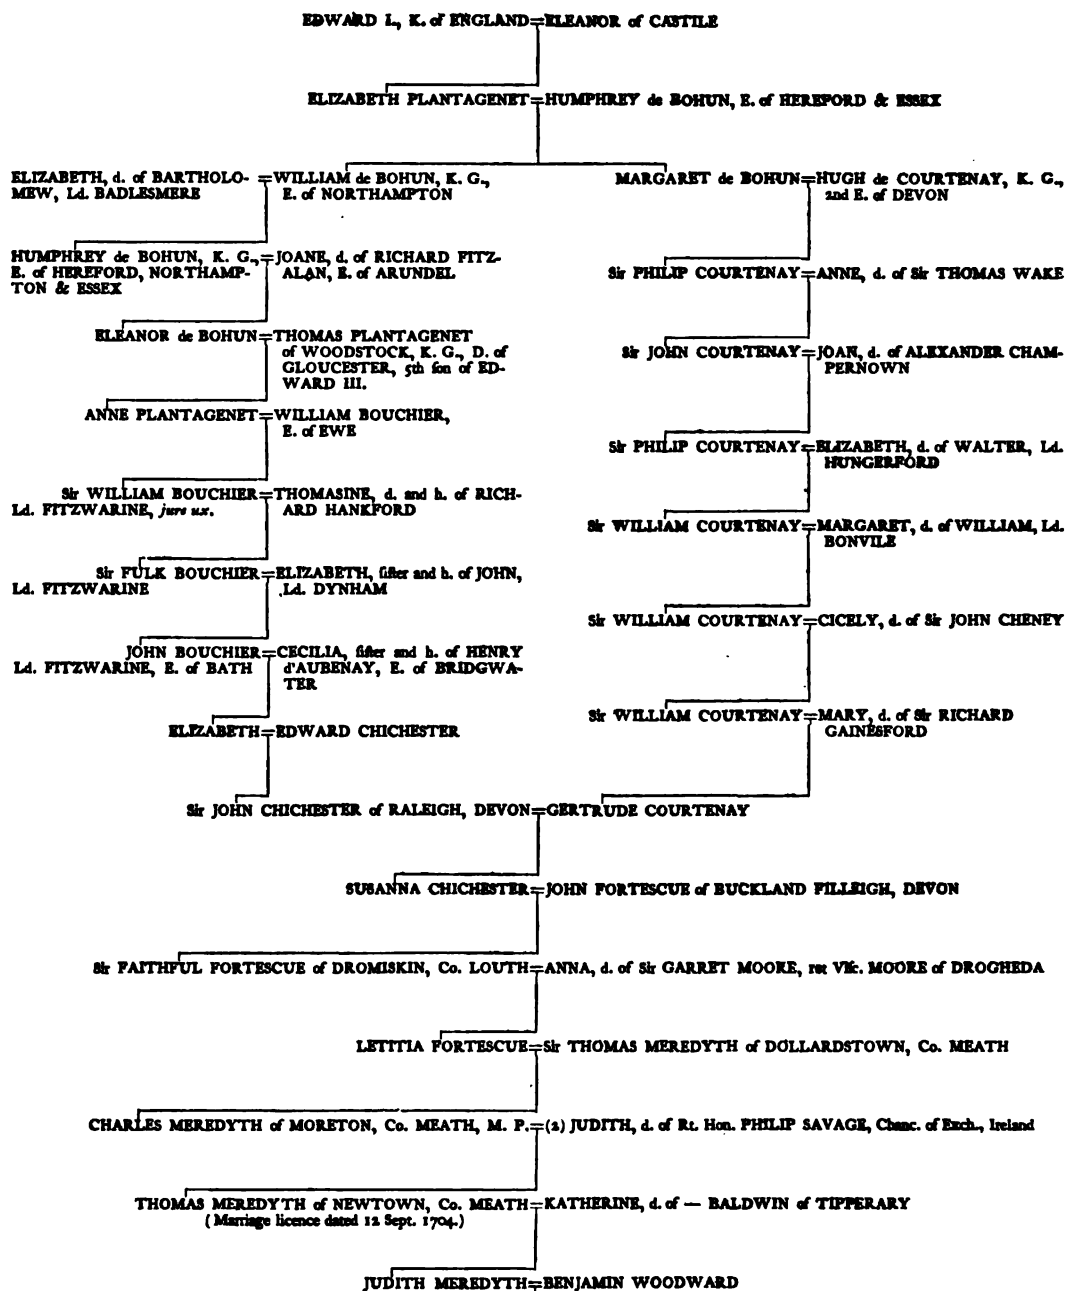 EDWARD I., K. of ENGLAND=ELEANOR of CASTILE
ELIZABETH PLANTAGENET=HUMPHREY de BOHUN, E. of HEREFORD & ESSEX
ELIZABETH, d. of BARTHOLO-
MEW, Ld. BADLESMERE
=WILLIAM de BOHUN, K. G.,
E. of NORTHAMPTON
MARGARET de BOHUN=HUGH de COURTENAY, K. G.,
2nd E. of DEVON
HUMPHREY de BOHUN, K. G.,
E. of HEREFORD, NORTHAMP-
TON & ESSEX
=JOANE, d. of RICHARD FITZ-
ALAN, E. of ARUNDEL
Sir PHILIP COURTENAY=ANNE, d. of Sir THOMAS WAKE
ELEANOR de BOHUN=THOMAS PLANTAGENET
of WOODSTOCK, K. G., D. of
GLOUCESTER, 5th son of ED-
WARD III.
Sir JOHN COURTENAY=JOAN, d. of ALEXANDER CHAM-
PERNOWN
ANNE PLANTAGENET=WILLIAM BOUCHIER,
E. of EWE
Sir PHILIP COURTENAY=ELIZABETH, d. of WALTER, Ld.
HUNGERFORD
Sir WILLIAM BOUCHIER
Ld. FITZWARINE, jure ux.
=THOMASINE, d. and h. of RICH-
ARD HANKFORD
Sir WILLIAM COURTENAY=MARGARET, d. of WILLIAM, Ld.
BONVILE
Sir FULK BOUCHIER
Ld. FITZWARINE
=ELIZABETH, sister and h. of JOHN,
Ld. DYNHAM
Sir WILLIAM COURTENAY=CICELY, d. of Sir JOHN CHENEY
JOHN BOUCHIER
Ld. FITZWARINE, E. of BATH
=CECILIA, sister and h. of HENRY
d'AUBENAY, E. of BRIDGWA-
TER
Sir WILLIAM COURTENAY=MARY, d. of Sir RICHARD
GAINESFORD
ELIZABETH=EDWARD CHICHESTER
Sir JOHN CHICHESTER of RALEIGH, DEVON=GERTRUDE COURTENAY
SUSANNA CHICHESTER=JOHN FORTESCUE of BUCKLAND FILLEIGH, DEVON
Sir FAITHFUL FORTESCUE of DROMISKIN, Co. LOUTH=ANNA, d. of Sir GARRET MOORE, 1st Visc. MOORE of DROGHEDA
LETITIA FORTESCUE=Sir THOMAS MEREDYTH of DOLLARDSTOWN, Co. MEATH
CHARLES MEREDYTH of MORETON, Co. MEATH, M. P.=(2) JUDITH, d. of Rt. Hon. PHILIP SAVAGE, Chanc. of Exch., Ireland
THOMAS MEREDYTH of NEWTOWN, Co. MEATH=KATHERINE, d. of — BALDWIN of TIPPERARY
(Marriage licence dated 12 Sept. 1704.)
JUDITH MEREDYTH=BENJAMIN WOODWARD